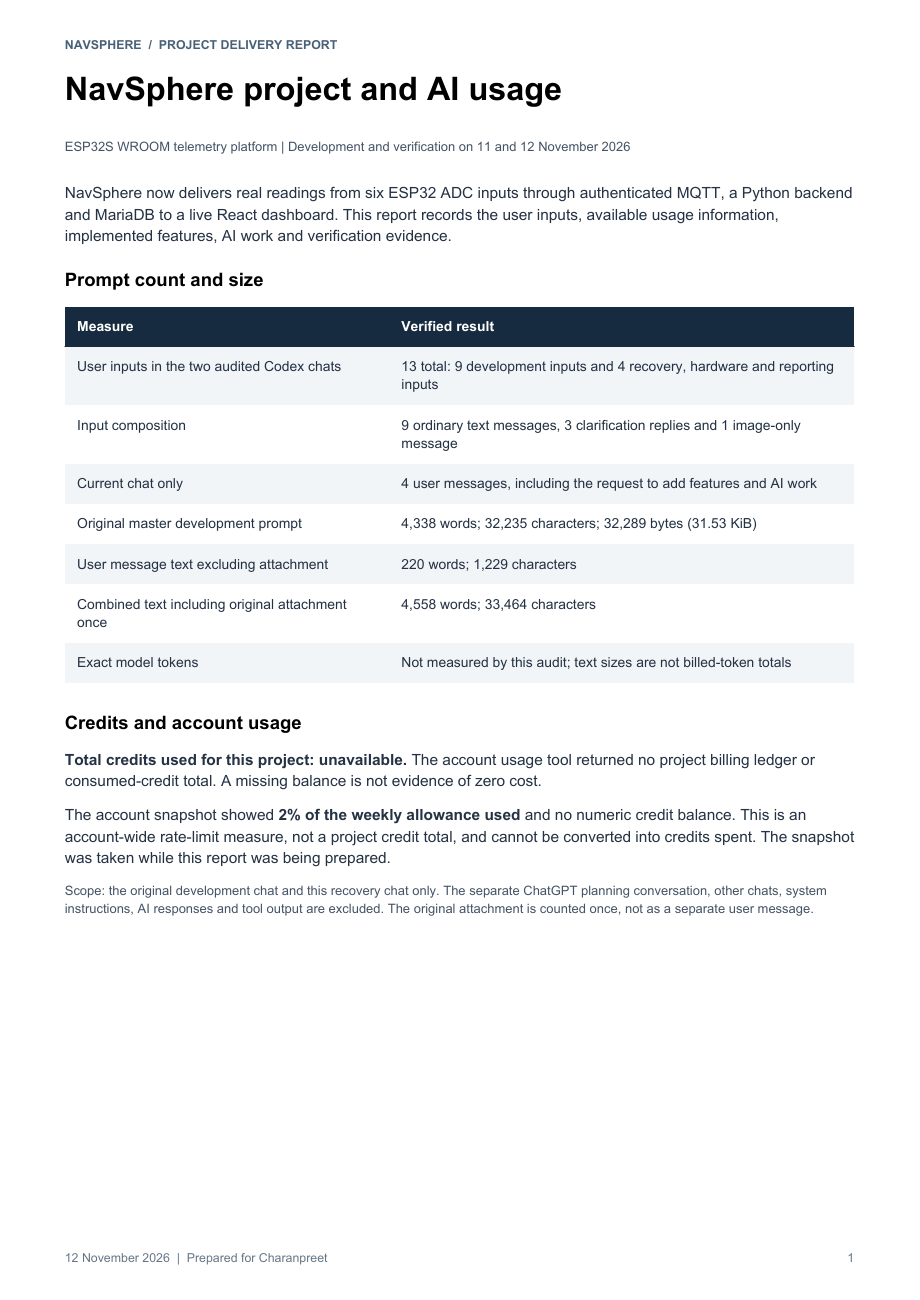 NAVSPHERE / PROJECT DELIVERY REPORT
NavSphere project and AI usage
ESP32S WROOM telemetry platform | Development and verification on 11 and 12 November 2026
NavSphere now delivers real readings from six ESP32 ADC inputs through authenticated MQTT, a Python backend
and MariaDB to a live React dashboard. This report records the user inputs, available usage information,
implemented features, AI work and verification evidence.
Prompt count and size
Measure
Verified result
User inputs in the two audited Codex chats
13 total: 9 development inputs and 4 recovery, hardware and reporting
inputs
Input composition
9 ordinary text messages, 3 clarification replies and 1 image-only
message
Current chat only
4 user messages, including the request to add features and AI work
Original master development prompt
4,338 words; 32,235 characters; 32,289 bytes (31.53 KiB)
User message text excluding attachment
220 words; 1,229 characters
Combined text including original attachment
once
4,558 words; 33,464 characters
Exact model tokens
Not measured by this audit; text sizes are not billed-token totals
Credits and account usage
Total credits used for this project: unavailable. The account usage tool returned no project billing ledger or
consumed-credit total. A missing balance is not evidence of zero cost.
The account snapshot showed 2% of the weekly allowance used and no numeric credit balance. This is an
account-wide rate-limit measure, not a project credit total, and cannot be converted into credits spent. The snapshot
was taken while this report was being prepared.
Scope: the original development chat and this recovery chat only. The separate ChatGPT planning conversation, other chats, system
instructions, AI responses and tool output are excluded. The original attachment is counted once, not as a separate user message.
12 November 2026 | Prepared for Charanpreet
1